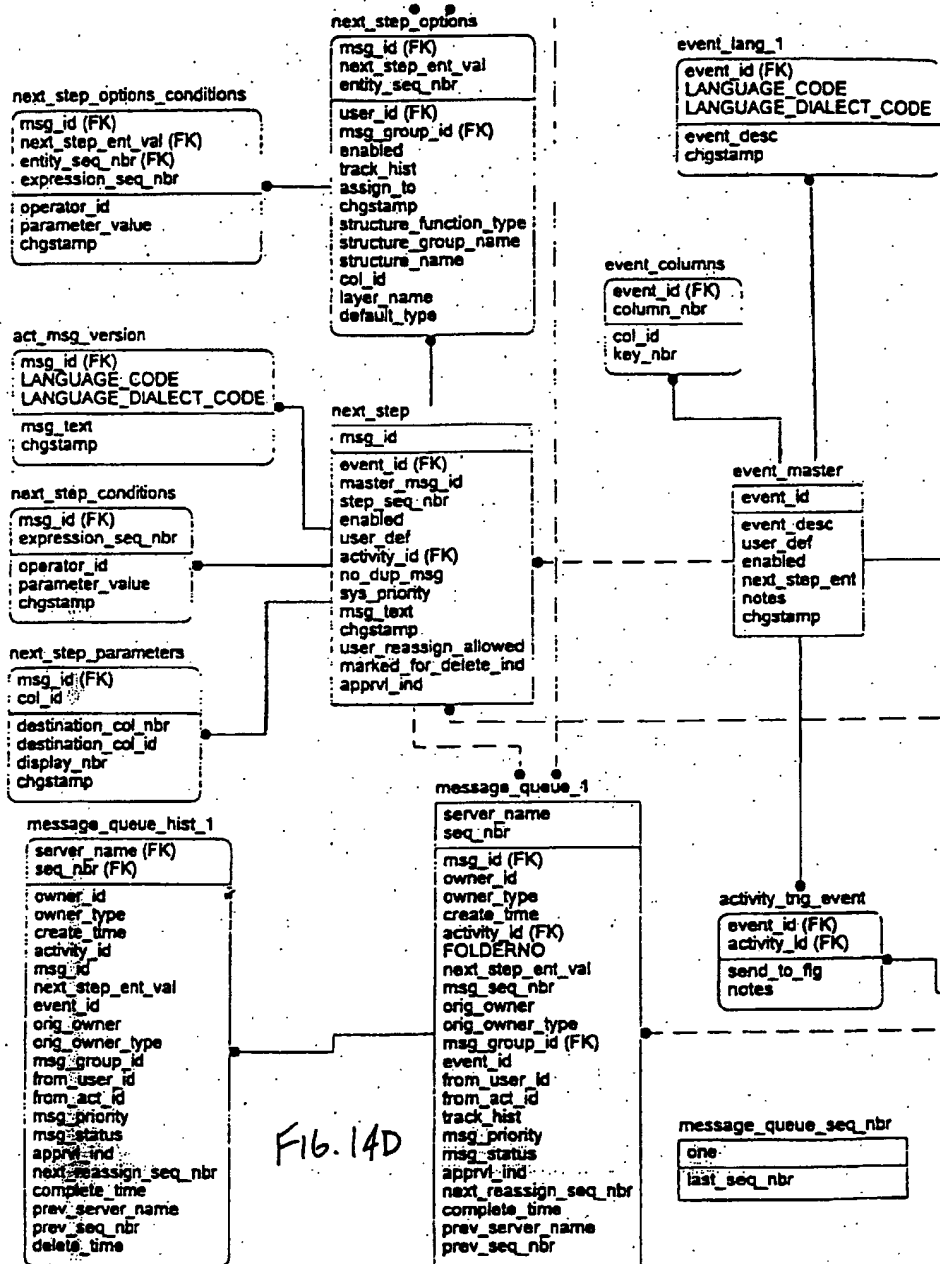 next_step_options
msg_id (FK)
next_step_ent_val
entity_seq_nbr
user_id (FK)
msg_group_id (FK)
enabled
track_hist
assign_to
chgstamp
structure_function_type
structure_group_name
structure_name
col_id
layer_name
default_type
event_lang_1
event_id (FK)
LANGUAGE_CODE
LANGUAGE_DIALECT_CODE
event_desc
chgstamp
next_step_options_conditions
msg_id (FK)
next_step_ent_val (FK)
entity_seq_nbr (FK)
expression_seq_nbr
operator_id
parameter_value
chgstamp
event_columns
event_id (FK)
column_nbr
col_id
key_nbr
act_msg_version
msg_id (FK)
LANGUAGE_CODE
LANGUAGE_DIALECT_CODE
msg_text
chgstamp
next_step
msg_id
event_id (FK)
master_msg_id
step_seq_nbr
enabled
user_def
activity_id (FK)
no_dup_msg
sys_priority
msg_text
chgstamp
user_reassign_allowed
marked_for_delete_ind
apprvl_ind
event_master
event_id
event_desc
user_def
enabled
next_step_ent
notes
chgstamp
next_step_conditions
msg_id (FK)
expression_seq_nbr
operator_id
parameter_value
chgstamp
next_step_parameters
msg_id (FK)
col_id
destination_col_nbr
destination_col_id
display_nbr
chgstamp
message_queue_hist_1
server_name (FK)
seq_nbr (FK)
owner_id
owner_type
create_time
activity_id
msg_id
next_step_ent_val
event_id
orig_owner
orig_owner_type
msg_group_id
from_user_id
from_act_id
msg_priority
msg_status
apprvl_ind
next_reassign_seq_nbr
complete_time
prev_server_name
prev_seq_nbr
delete_time
message_queue_1
server_name
seq_nbr
msg_id (FK)
owner_id
owner_type
create_time
activity_id (FK)
FOLDERNO
next_step_ent_val
msg_seq_nbr
orig_owner
orig_owner_type
msg_group_id (FK)
event_id
from_user_id
from_act_id
track_hist
msg_priority
msg_status
apprvl_ind
next_reassign_seq_nbr
complete_time
prev_server_name
prev_seq_nbr
activity_trig_event
event_id (FK)
activity_id (FK)
send_to_flg
notes
message_queue_seq_nbr
one
last_seq_nbr
FIG. 14D